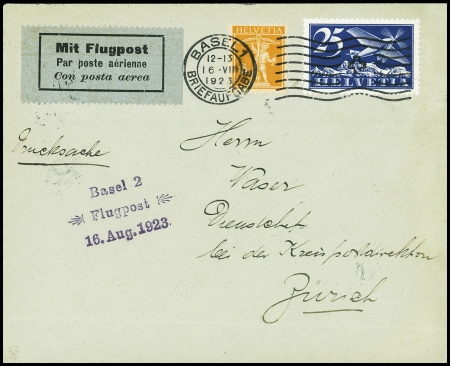 Mit Flugpost
Par poste aérienne
Con posta aerea
BASEL 1
12-13
16.VIII
1923
BRIEFAUFGABE
HELVETIA
25
HELVETIA
Drucksache
Basel 2
Flugpost
16. Aug. 1923.
Herrn
Waser
Dienstchef
bei der Kreispostdirektion
Zürich